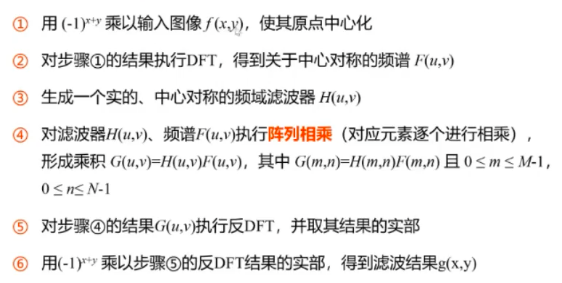 ① 用 (-1)ˣ⁺ʸ 乘以输入图像 f (x,y)，使其原点中心化
② 对步骤①的结果执行DFT，得到关于中心对称的频谱 F(u,v)
③ 生成一个实的、中心对称的频域滤波器 H(u,v)
④ 对滤波器H(u,v)、频谱F(u,v)执行阵列相乘（对应元素逐个进行相乘），
形成乘积 G(u,v)=H(u,v)F(u,v)，其中 G(m,n)=H(m,n)F(m,n) 且 0 ≤ m ≤ M-1，
0 ≤ n≤ N-1
⑤ 对步骤④的结果G(u,v)执行反DFT，并取其结果的实部
⑥ 用(-1)ˣ⁺ʸ 乘以步骤⑤的反DFT结果的实部，得到滤波结果g(x,y)